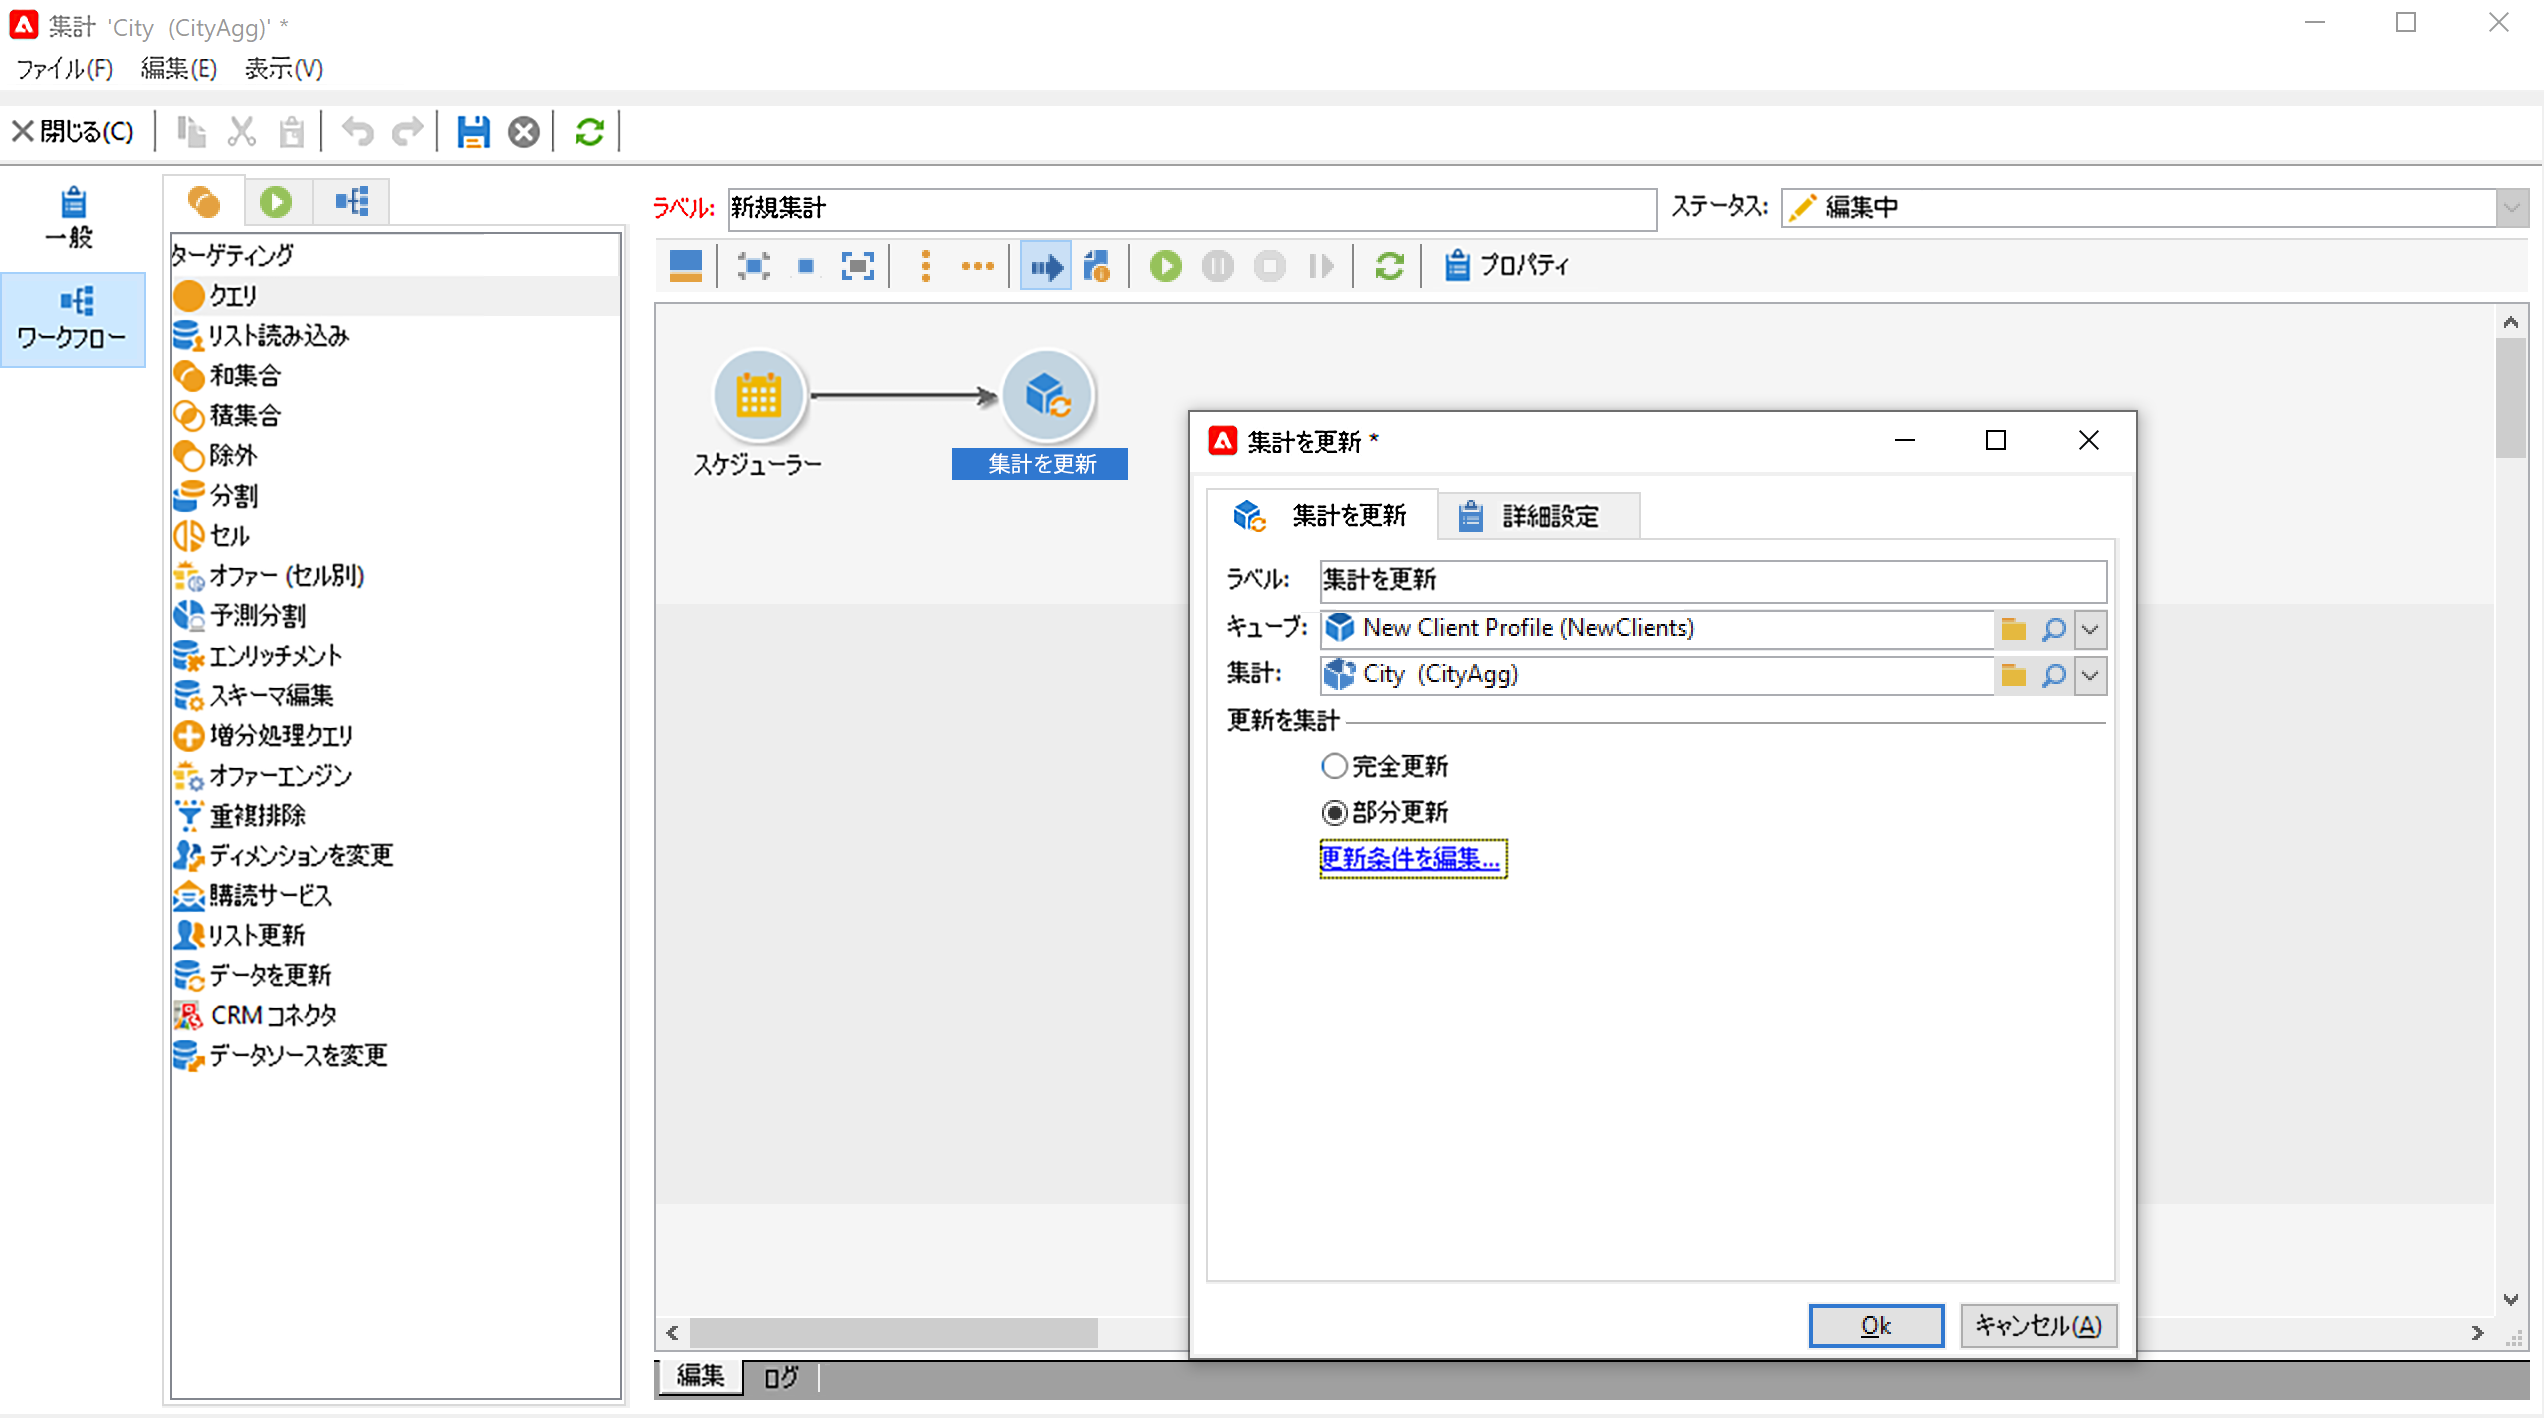 集計 'City (CityAgg)' *
ファイル(F) 編集(E) 表示(V)
閉じる(C)
一般
ワークフロー
ターゲティング
クエリ
リスト読み込み
和集合
積集合
除外
分割
セル
オファー (セル別)
予測分割
エンリッチメント
スキーマ編集
増分処理クエリ
オファーエンジン
重複排除
ディメンションを変更
購読サービス
リスト更新
データを更新
CRM コネクタ
データソースを変更
ラベル: 新規集計 ステータス: 編集中
プロパティ
スケジューラー
集計を更新
集計を更新 *
集計を更新 詳細設定
ラベル: 集計を更新
キューブ: New Client Profile (NewClients)
集計: City (CityAgg)
更新を集計
完全更新
部分更新
更新条件を編集...
Ok キャンセル(A)
編集 ログ